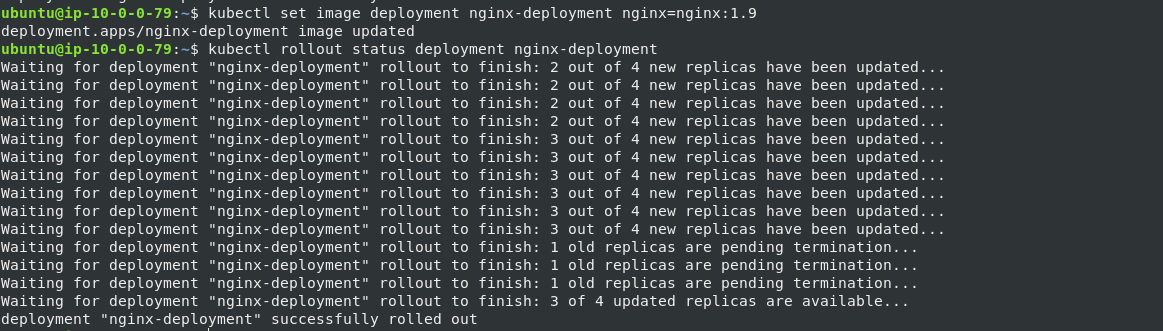 ubuntu@ip-10-0-0-79:~$ kubectl set image deployment nginx-deployment nginx=nginx:1.9
deployment.apps/nginx-deployment image updated
ubuntu@ip-10-0-0-79:~$ kubectl rollout status deployment nginx-deployment
Waiting for deployment "nginx-deployment" rollout to finish: 2 out of 4 new replicas have been updated...
Waiting for deployment "nginx-deployment" rollout to finish: 2 out of 4 new replicas have been updated...
Waiting for deployment "nginx-deployment" rollout to finish: 2 out of 4 new replicas have been updated...
Waiting for deployment "nginx-deployment" rollout to finish: 2 out of 4 new replicas have been updated...
Waiting for deployment "nginx-deployment" rollout to finish: 3 out of 4 new replicas have been updated...
Waiting for deployment "nginx-deployment" rollout to finish: 3 out of 4 new replicas have been updated...
Waiting for deployment "nginx-deployment" rollout to finish: 3 out of 4 new replicas have been updated...
Waiting for deployment "nginx-deployment" rollout to finish: 3 out of 4 new replicas have been updated...
Waiting for deployment "nginx-deployment" rollout to finish: 3 out of 4 new replicas have been updated...
Waiting for deployment "nginx-deployment" rollout to finish: 3 out of 4 new replicas have been updated...
Waiting for deployment "nginx-deployment" rollout to finish: 1 old replicas are pending termination...
Waiting for deployment "nginx-deployment" rollout to finish: 1 old replicas are pending termination...
Waiting for deployment "nginx-deployment" rollout to finish: 1 old replicas are pending termination...
Waiting for deployment "nginx-deployment" rollout to finish: 3 of 4 updated replicas are available...
deployment "nginx-deployment" successfully rolled out